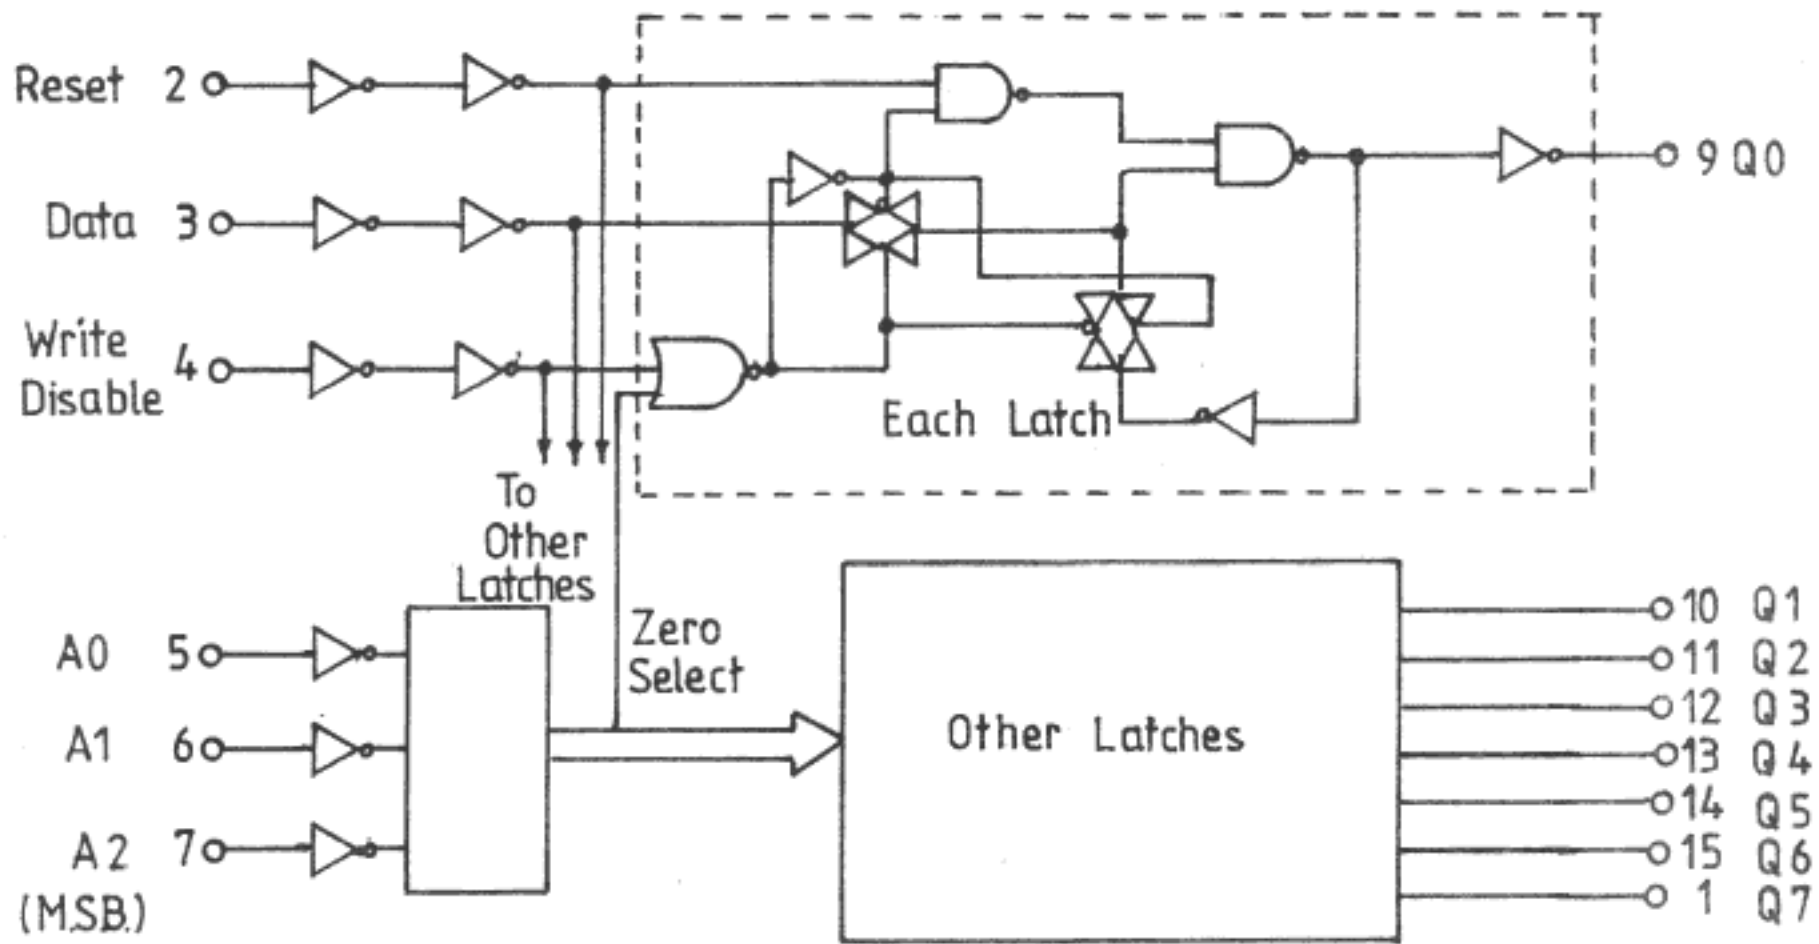 Reset 2
9 Q0
Data 3
Write
Disable
4
Each Latch
To
Other
Latches
Zero
Select
A0 5
A1 6
A2 7
(M.S.B.)
Other Latches
10 Q1
11 Q2
12 Q3
13 Q4
14 Q5
15 Q6
1 Q7